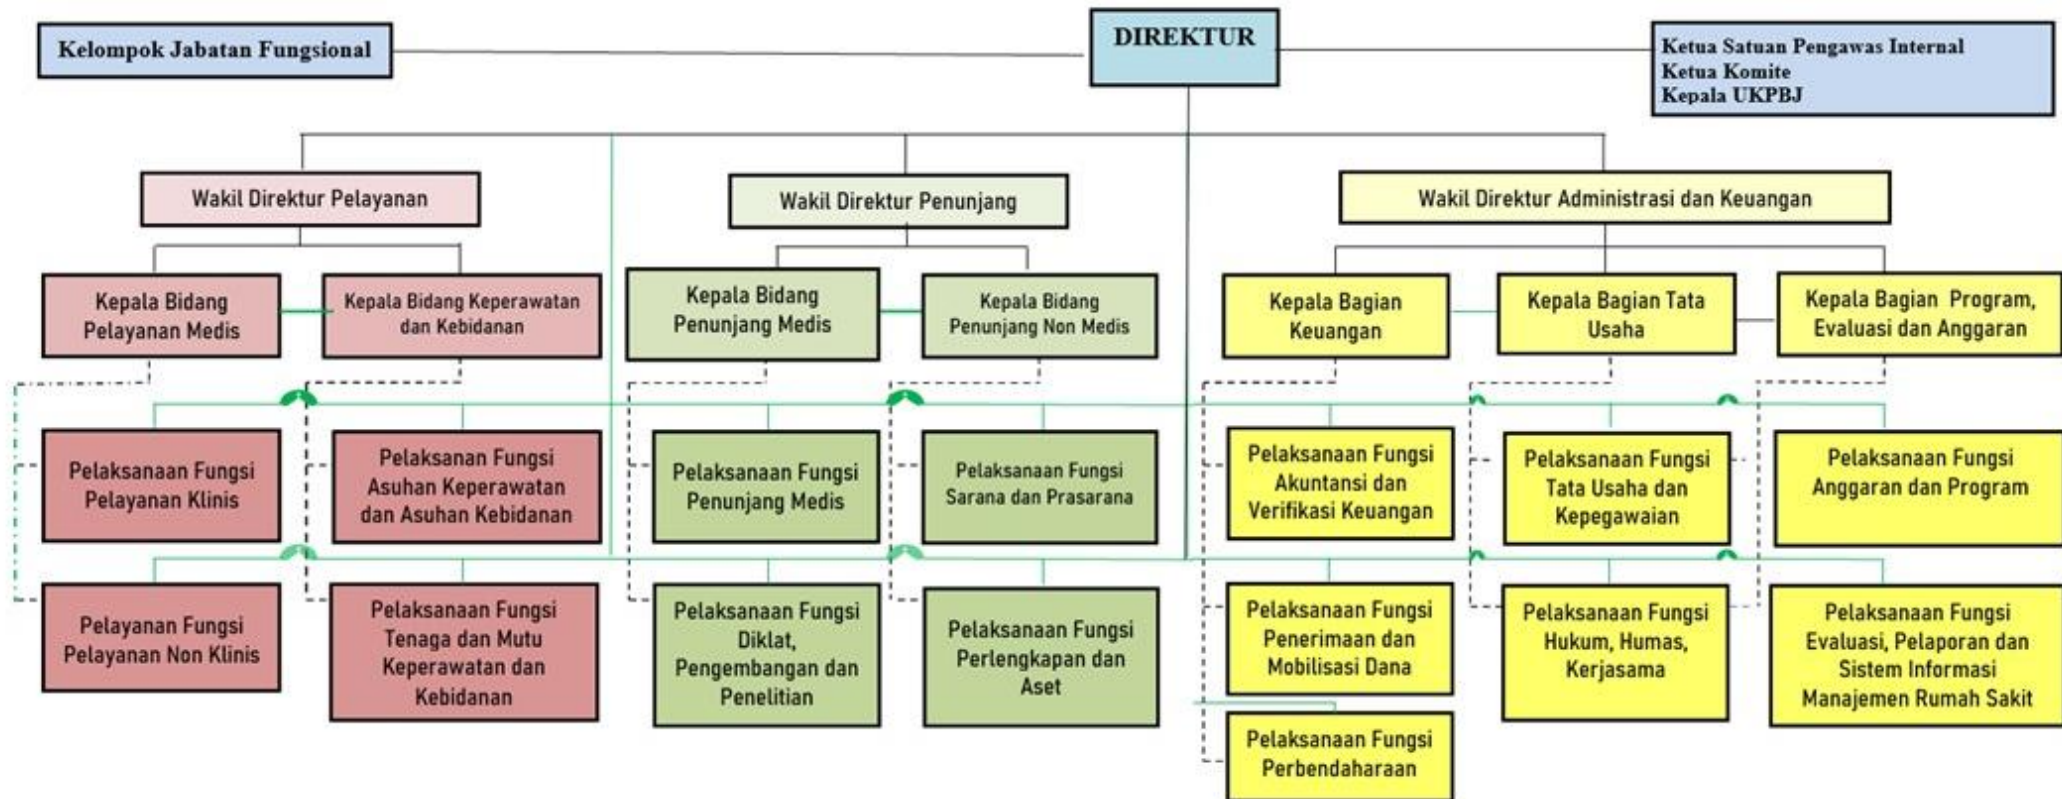 Kelompok Jabatan Fungsional
DIREKTUR
Ketua Satuan Pengawas Internal
Ketua Komite
Kepala UKPBJ
Wakil Direktur Pelayanan
Wakil Direktur Penunjang
Wakil Direktur Administrasi dan Keuangan
Kepala Bidang
Pelayanan Medis
Kepala Bidang Keperawatan
dan Kebidanan
Kepala Bidang
Penunjang Medis
Kepala Bidang
Penunjang Non Medis
Kepala Bagian
Keuangan
Kepala Bagian Tata
Usaha
Kepala Bagian Program,
Evaluasi dan Anggaran
Pelaksanaan Fungsi
Pelayanan Klinis
Pelaksanan Fungsi
Asuhan Keperawatan
dan Asuhan Kebidanan
Pelaksanaan Fungsi
Penunjang Medis
Pelaksanaan Fungsi
Sarana dan Prasarana
Pelaksanaan Fungsi
Akuntansi dan
Verifikasi Keuangan
Pelaksanaan Fungsi
Tata Usaha dan
Kepegawaian
Pelaksanaan Fungsi
Anggaran dan Program
Pelayanan Fungsi
Pelayanan Non Klinis
Pelaksanaan Fungsi
Tenaga dan Mutu
Keperawatan dan
Kebidanan
Pelaksanaan Fungsi
Diklat,
Pengembangan dan
Penelitian
Pelaksanaan Fungsi
Perlengkapan dan
Aset
Pelaksanaan Fungsi
Penerimaan dan
Mobilisasi Dana
Pelaksanaan Fungsi
Hukum, Humas,
Kerjasama
Pelaksanaan Fungsi
Evaluasi, Pelaporan dan
Sistem Informasi
Manajemen Rumah Sakit
Pelaksanaan Fungsi
Perbendaharaan